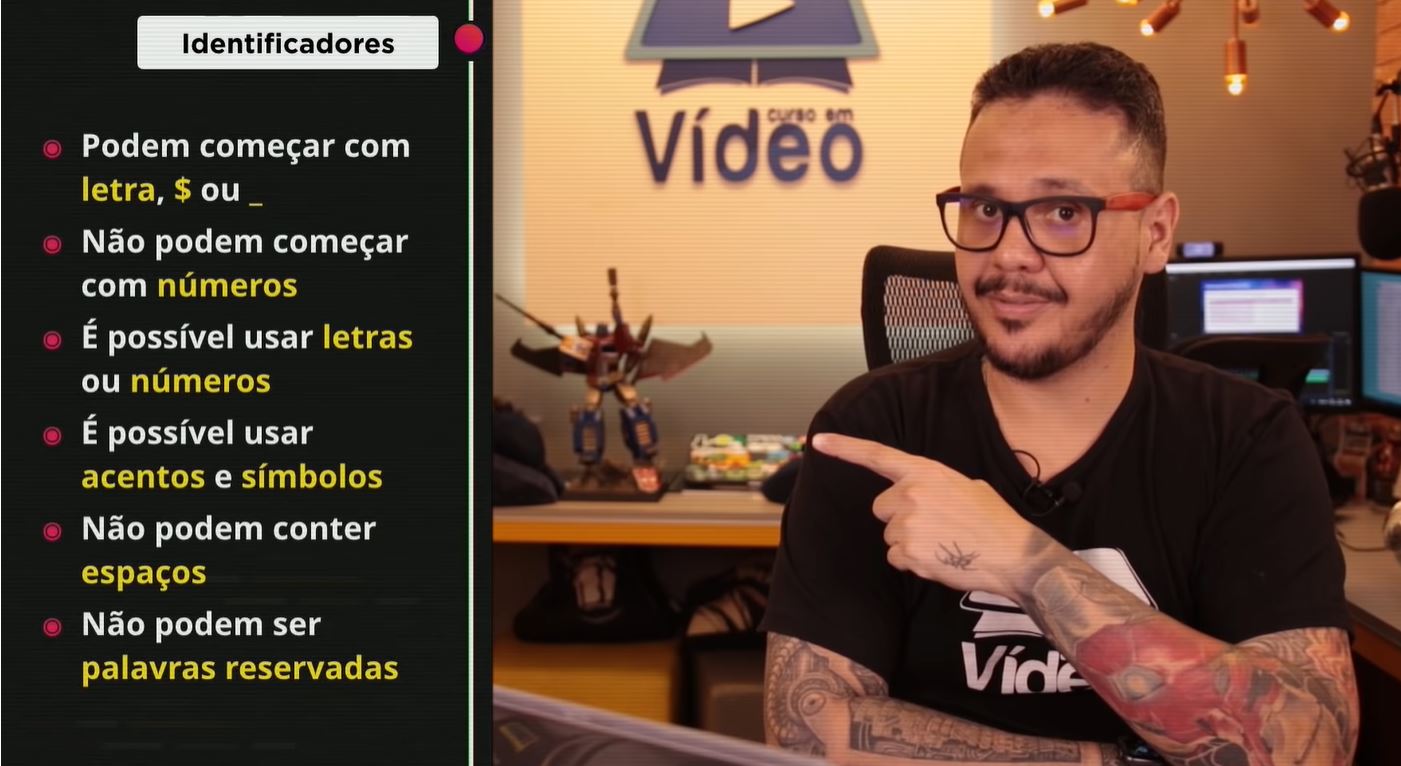 Identificadores
Podem começar com
letra, $ ou _
Não podem começar
com números
É possível usar letras
ou números
É possível usar
acentos e símbolos
Não podem conter
espaços
Não podem ser
palavras reservadas
curso em
Vídeo
Víde